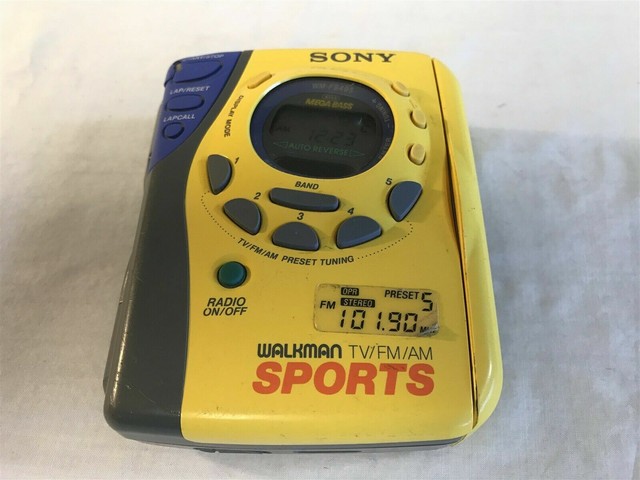 SONY
LAP/RESET
LAPCALL
DISPLAY MODE
MEGA BASS
AUTO REVERSE
1
2
3
4
5
BAND
TV/FM/AM PRESET TUNING
RADIO
ON/OFF
OPR
PRESET 5
FM STEREO
101.90
WALKMAN TV/FM/AM
SPORTS